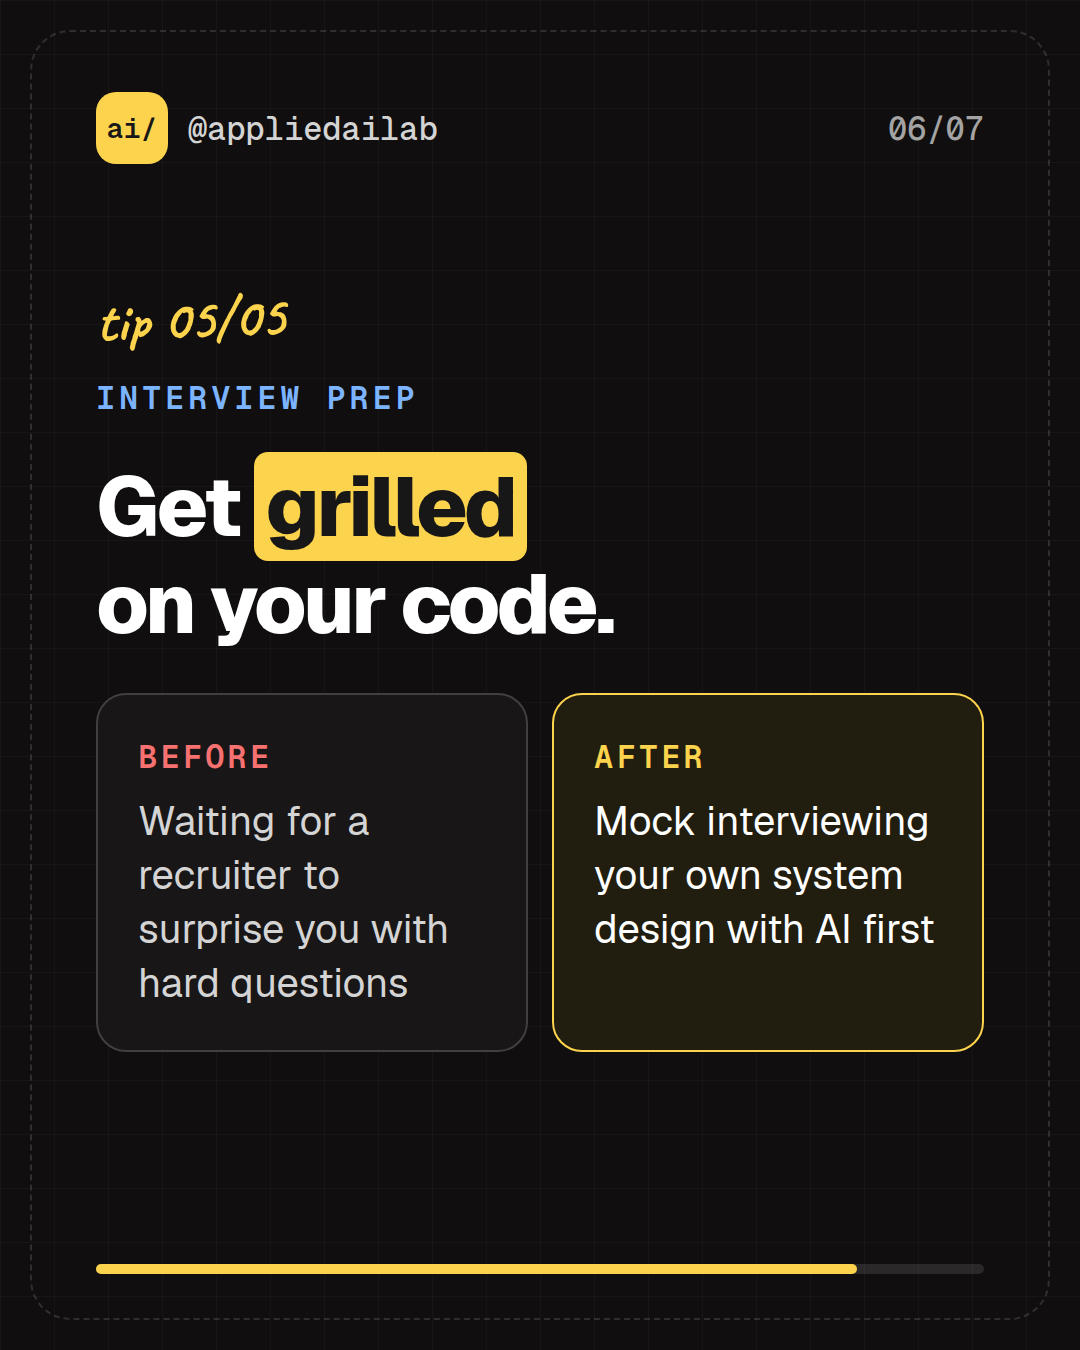 ai/ @appliedailab 06/07
tip 05/05
INTERVIEW PREP
Get grilled
on your code.
BEFORE
Waiting for a
recruiter to
surprise you with
hard questions
AFTER
Mock interviewing
your own system
design with AI first